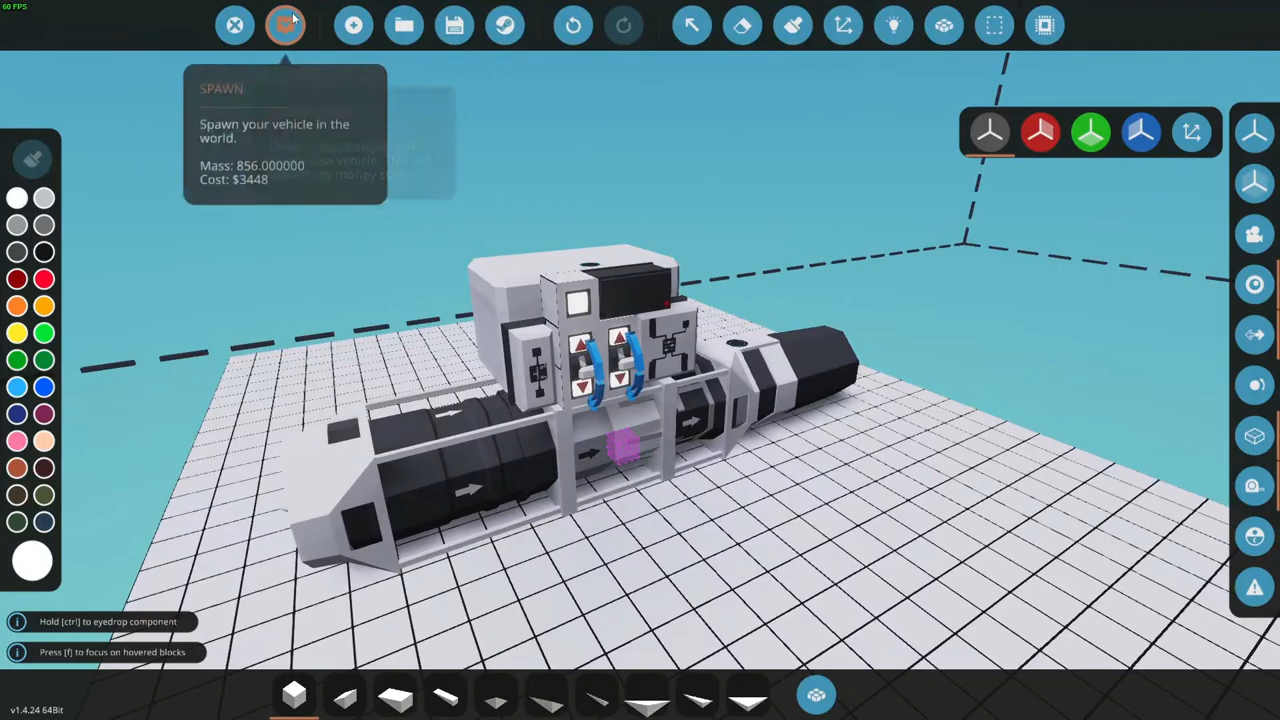 60 FPS
SPAWN
Spawn your vehicle in the
world.
Mass: 856.000000
Cost: $3448
Hold [ctrl] to eyedrop component
Press [f] to focus on hovered blocks
v1.4.24 64Bit